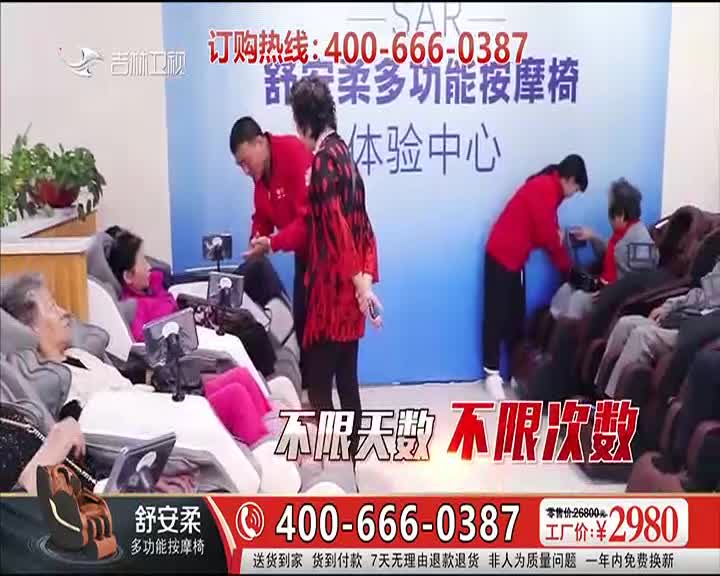 SAR
订购热线:400-666-0387
吉林卫视
舒安柔多功能按摩椅
体验中心
不限天数 不限次数
舒安柔
多功能按摩椅
400-666-0387
零售价:26800元
工厂价:¥2980
送货到家 货到付款 7天无理由退款退货 非人为质量问题 一年内免费换新